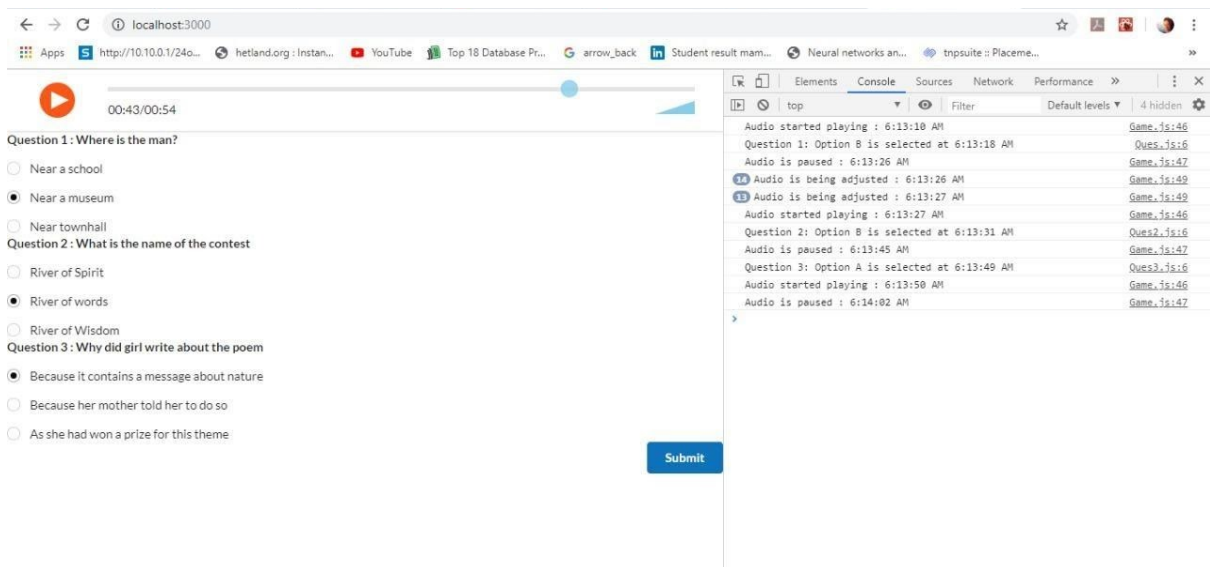 localhost:3000
Apps http://10.10.0.1/24o... hetland.org : Instan... YouTube Top 18 Database Pr... arrow_back Student result mam... Neural networks an... tnpsuite :: Placeme... »
00:43/00:54
Question 1 : Where is the man?
Near a school
Near a museum
Near townhall
Question 2 : What is the name of the contest
River of Spirit
River of words
River of Wisdom
Question 3 : Why did girl write about the poem
Because it contains a message about nature
Because her mother told her to do so
As she had won a prize for this theme
Submit
Elements Console Sources Network Performance »
top Filter Default levels 4 hidden
Audio started playing : 6:13:10 AM Game.js:46
Question 1: Option B is selected at 6:13:18 AM Ques.js:6
Audio is paused : 6:13:26 AM Game.js:47
14 Audio is being adjusted : 6:13:26 AM Game.js:49
13 Audio is being adjusted : 6:13:27 AM Game.js:49
Audio started playing : 6:13:27 AM Game.js:46
Question 2: Option B is selected at 6:13:31 AM Ques2.js:6
Audio is paused : 6:13:45 AM Game.js:47
Question 3: Option A is selected at 6:13:49 AM Ques3.js:6
Audio started playing : 6:13:50 AM Game.js:46
Audio is paused : 6:14:02 AM Game.js:47